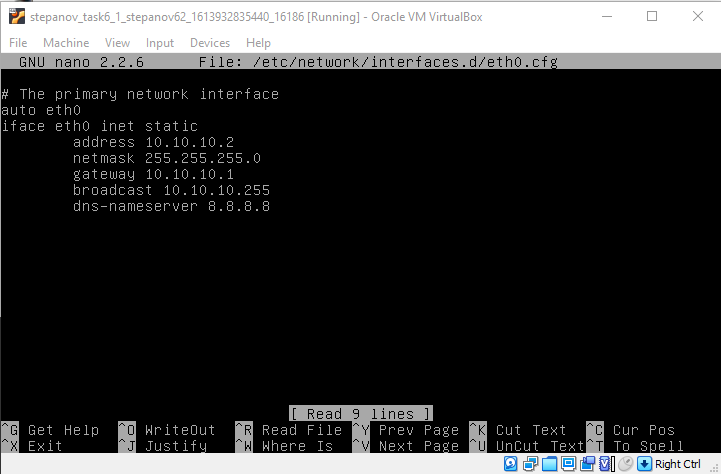 stepanov_task6_1_stepanov62_1613932835440_16186 [Running] - Oracle VM VirtualBox
File Machine View Input Devices Help
GNU nano 2.2.6 File: /etc/network/interfaces.d/eth0.cfg
# The primary network interface
auto eth0
iface eth0 inet static
address 10.10.10.2
netmask 255.255.255.0
gateway 10.10.10.1
broadcast 10.10.10.255
dns-nameserver 8.8.8.8
[ Read 9 lines ]
^G Get Help ^O WriteOut ^R Read File ^Y Prev Page ^K Cut Text ^C Cur Pos
^X Exit ^J Justify ^W Where Is ^V Next Page ^U UnCut Text ^T To Spell
Right Ctrl